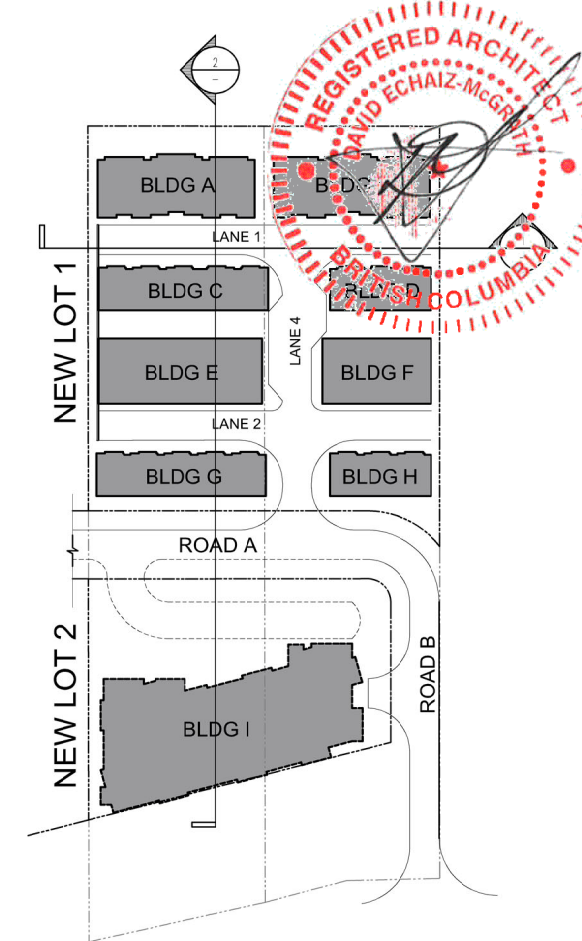 2
REGISTERED ARCHITECT
DAVID ECHAIZ-McGRATH
BRITISH COLUMBIA
BLDG A
LANE 1
BLDG C
NEW LOT 1
LANE 4
BLDG E
BLDG F
LANE 2
BLDG G
BLDG H
ROAD A
NEW LOT 2
ROAD B
BLDG I